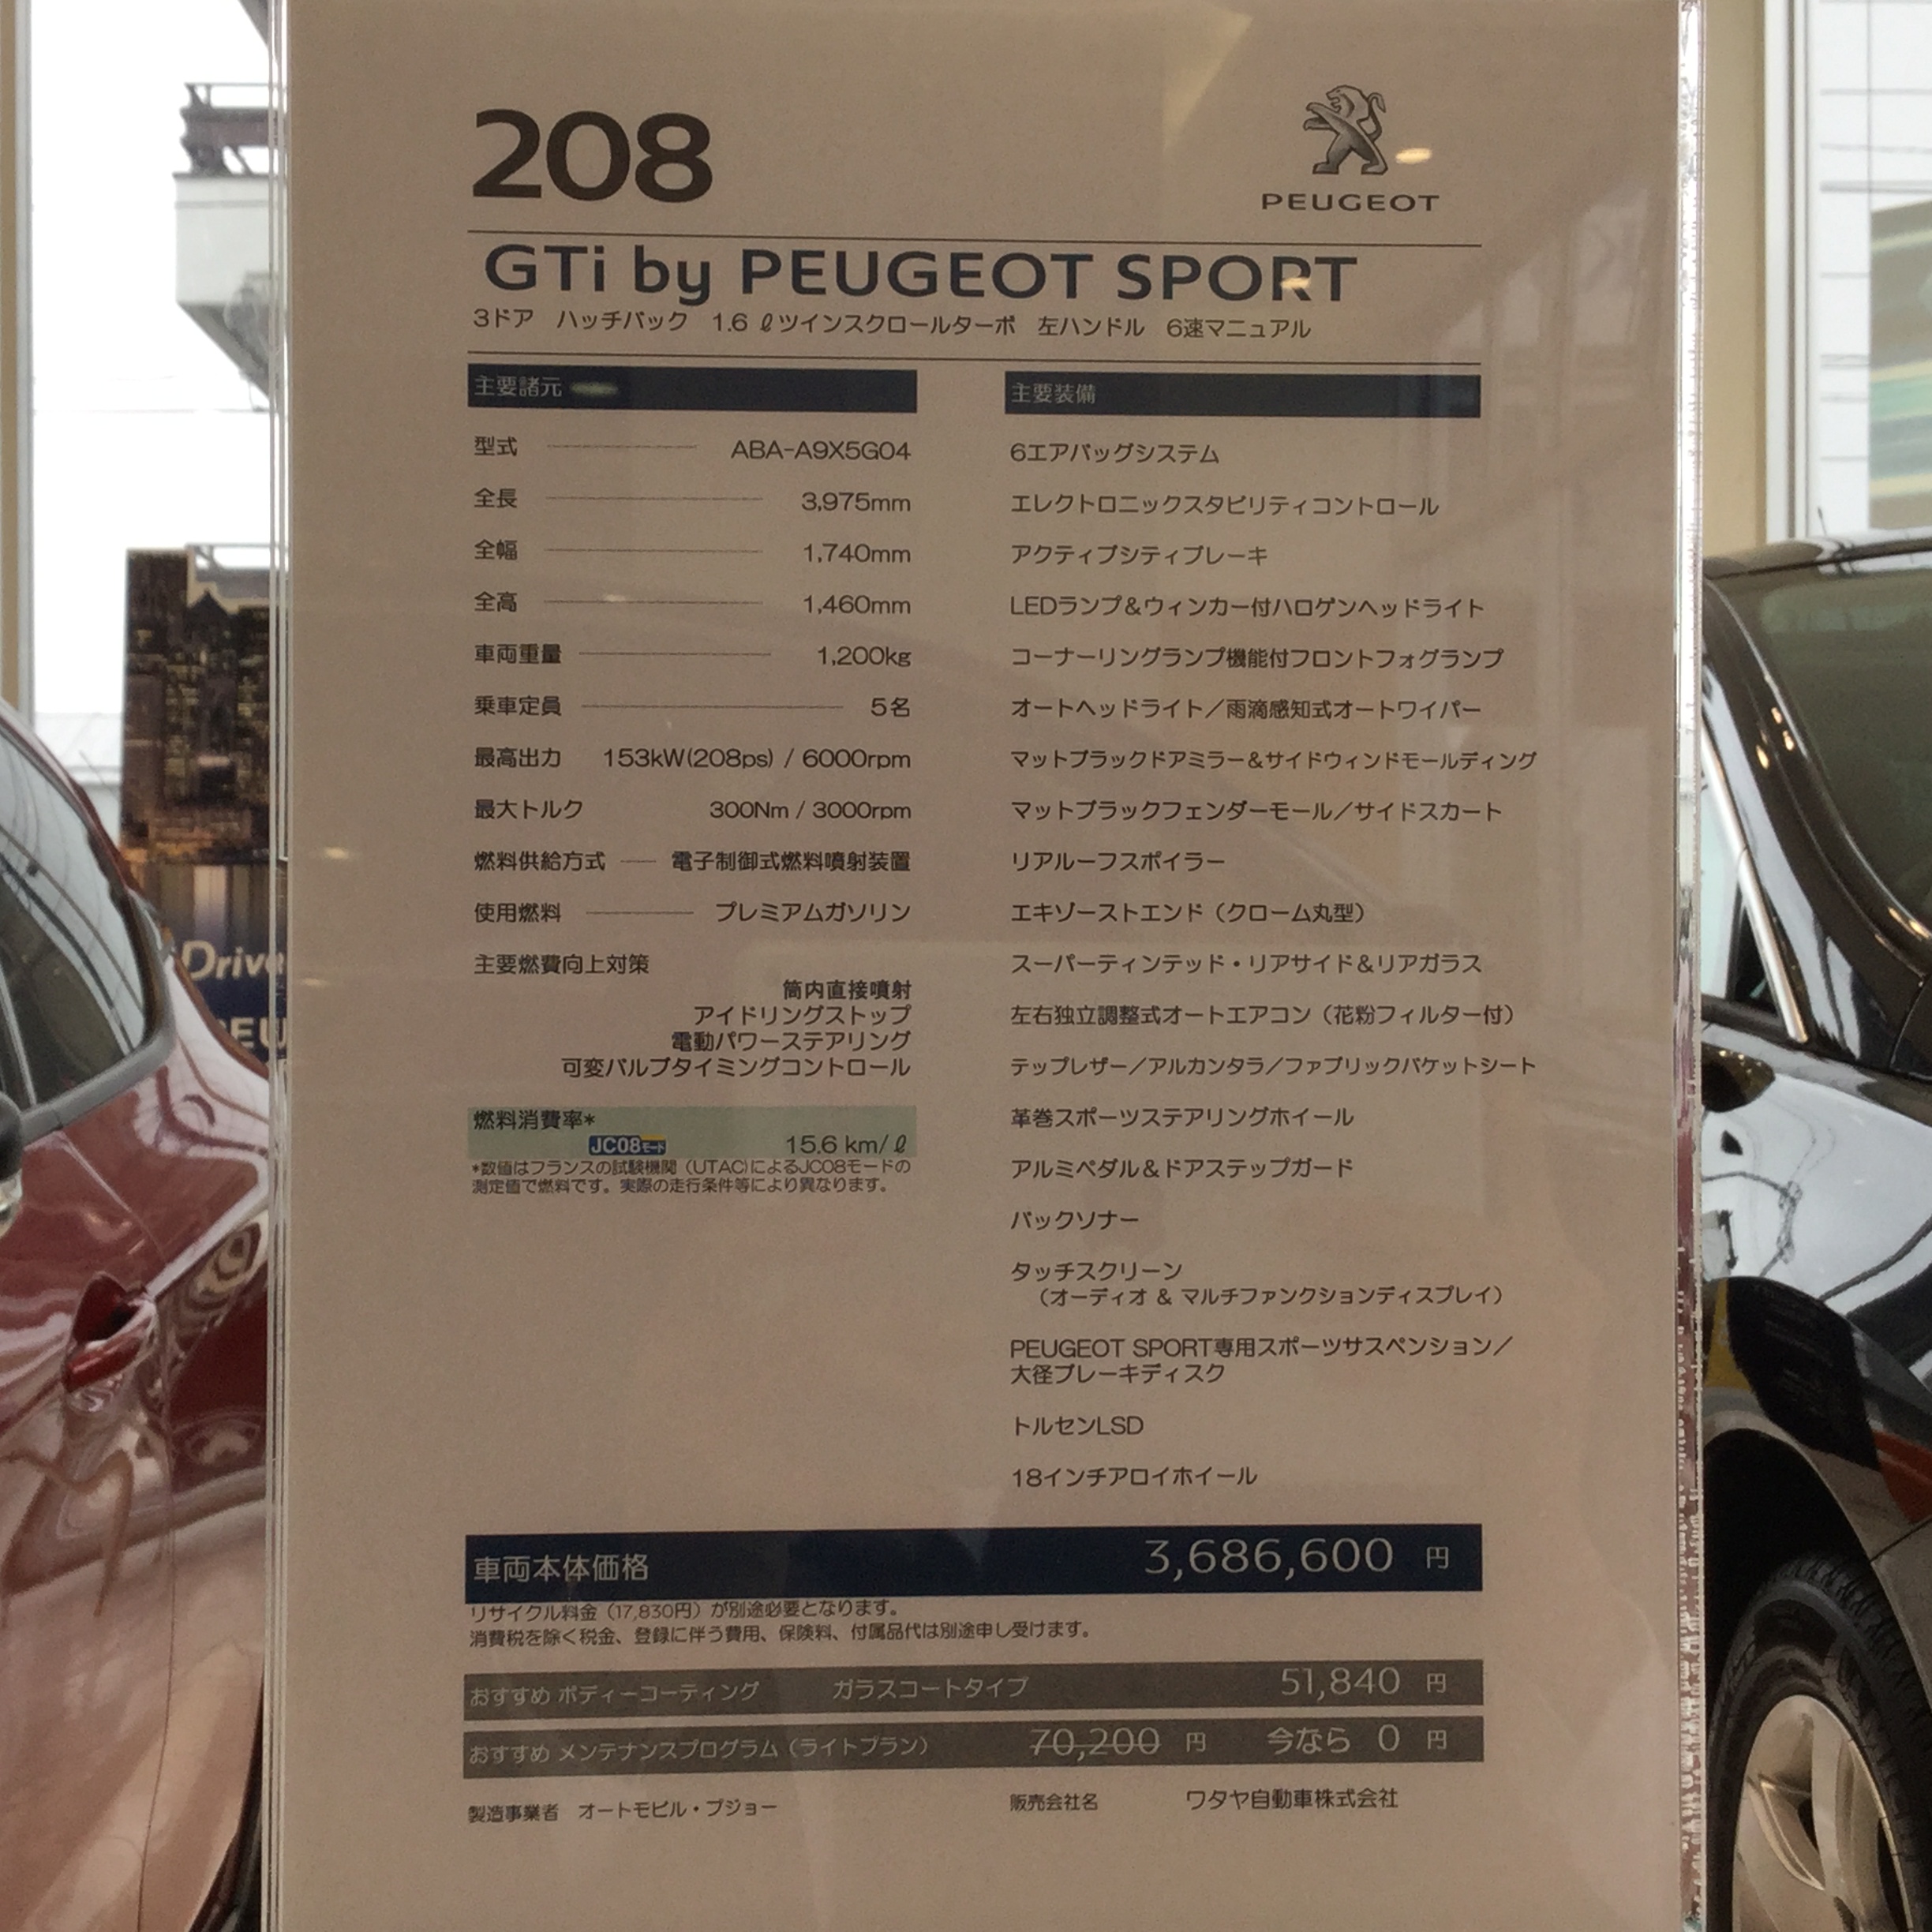 208
PEUGEOT
GTi by PEUGEOT SPORT
3ドア ハッチバック 1.6 ℓツインスクロールターボ 左ハンドル 6速マニュアル
主要諸元
型式 ABA-A9X5G04
全長 3,975mm
全幅 1,740mm
全高 1,460mm
車両重量 1,200kg
乗車定員 5名
最高出力 153kW(208ps) / 6000rpm
最大トルク 300Nm / 3000rpm
燃料供給方式 電子制御式燃料噴射装置
使用燃料 プレミアムガソリン
主要燃費向上対策
筒内直接噴射
アイドリングストップ
電動パワーステアリング
可変バルブタイミングコントロール
燃料消費率*
JC08モード 15.6 km/ℓ
*数値はフランスの試験機関（UTAC)によるJC08モードの
測定値で燃料です。実際の走行条件等により異なります。
主要装備
6エアバッグシステム
エレクトロニックスタビリティコントロール
アクティブシティブレーキ
LEDランプ＆ウィンカー付ハロゲンヘッドライト
コーナーリングランプ機能付フロントフォグランプ
オートヘッドライト／雨滴感知式オートワイパー
マットブラックドアミラー＆サイドウィンドモールディング
マットブラックフェンダーモール／サイドスカート
リアルーフスポイラー
エキゾーストエンド（クローム丸型）
スーパーティンテッド・リアサイド＆リアガラス
左右独立調整式オートエアコン（花粉フィルター付）
テップレザー／アルカンタラ／ファブリックバケットシート
革巻スポーツステアリングホイール
アルミペダル＆ドアステップガード
バックソナー
タッチスクリーン
（オーディオ & マルチファンクションディスプレイ）
PEUGEOT SPORT専用スポーツサスペンション／
大径ブレーキディスク
トルセンLSD
18インチアロイホイール
車両本体価格 3,686,600 円
リサイクル料金（17,830円）が別途必要となります。
消費税を除く税金、登録に伴う費用、保険料、付属品代は別途申し受けます。
おすすめ ボディーコーティング ガラスコートタイプ 51,840 円
おすすめ メンテナンスプログラム（ライトプラン） 70,200 円 今なら 0 円
製造事業者 オートモビル・プジョー 販売会社名 ワタヤ自動車株式会社
Drive
PEU